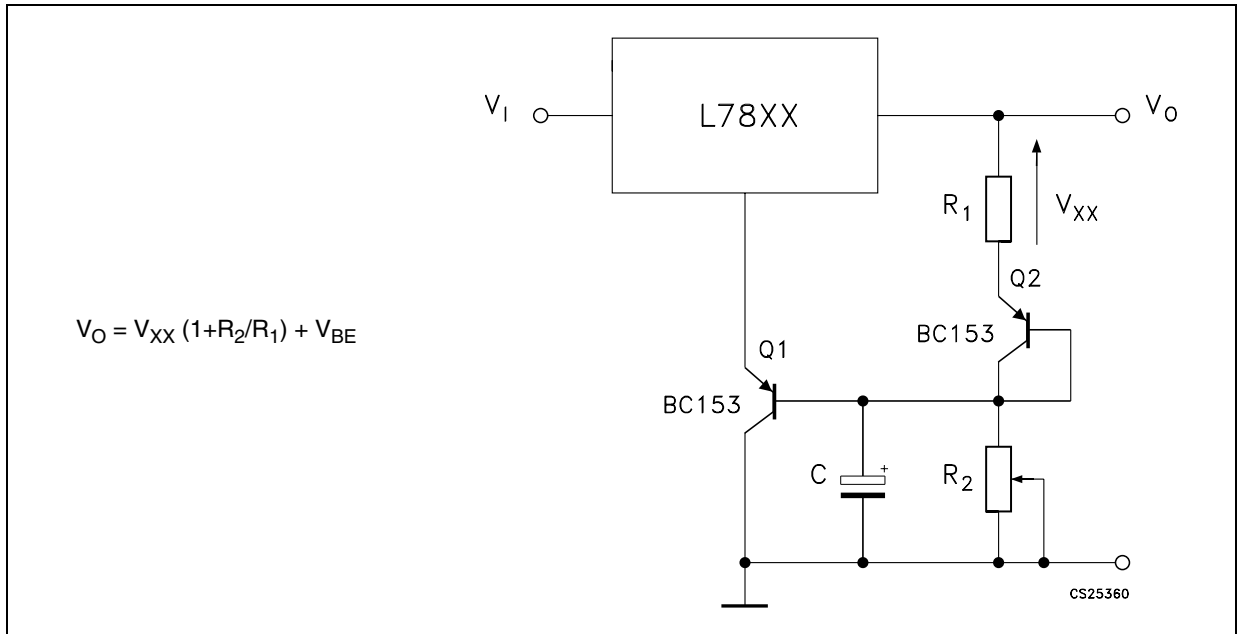 V_I
L78XX
V_O
R_1
V_XX
Q2
BC153
V_O = V_XX (1+R_2/R_1) + V_BE
Q1
BC153
C
+
R_2
CS25360